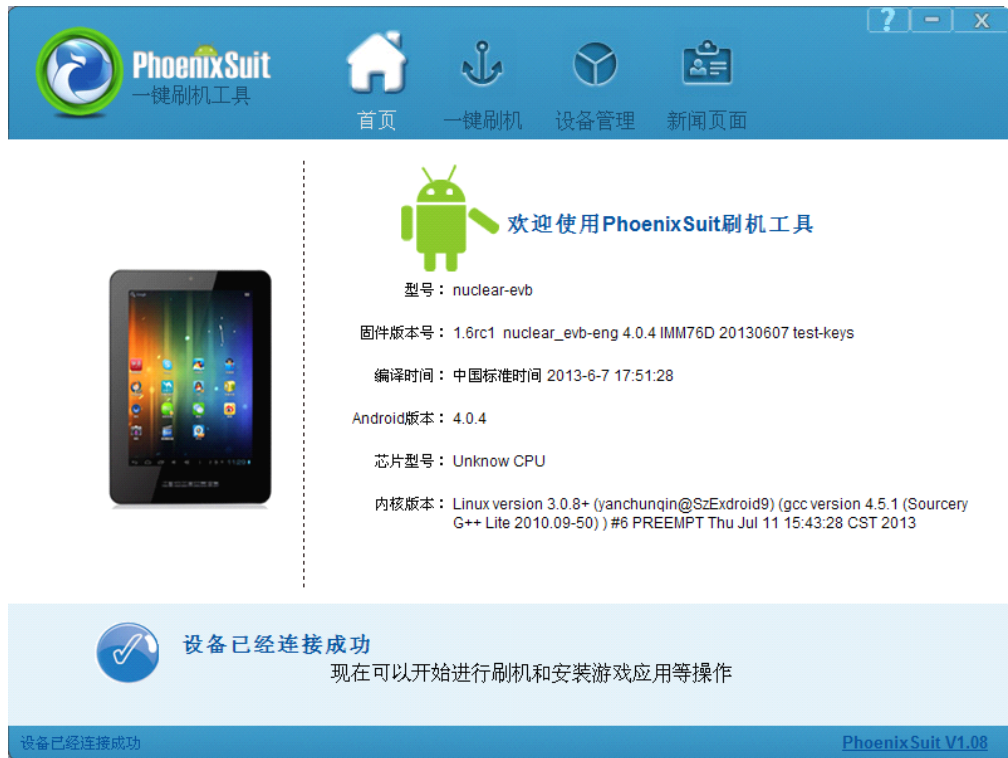 PhoenixSuit
一键刷机工具
首页
一键刷机
设备管理
新闻页面
欢迎使用PhoenixSuit刷机工具
型号： nuclear-evb
固件版本号： 1.6rc1 nuclear_evb-eng 4.0.4 IMM76D 20130607 test-keys
编译时间： 中国标准时间 2013-6-7 17:51:28
Android版本： 4.0.4
芯片型号： Unknow CPU
内核版本： Linux version 3.0.8+ (yanchunqin@SzExdroid9) (gcc version 4.5.1 (Sourcery
G++ Lite 2010.09-50) ) #6 PREEMPT Thu Jul 11 15:43:28 CST 2013
设备已经连接成功
现在可以开始进行刷机和安装游戏应用等操作
设备已经连接成功
PhoenixSuit V1.08